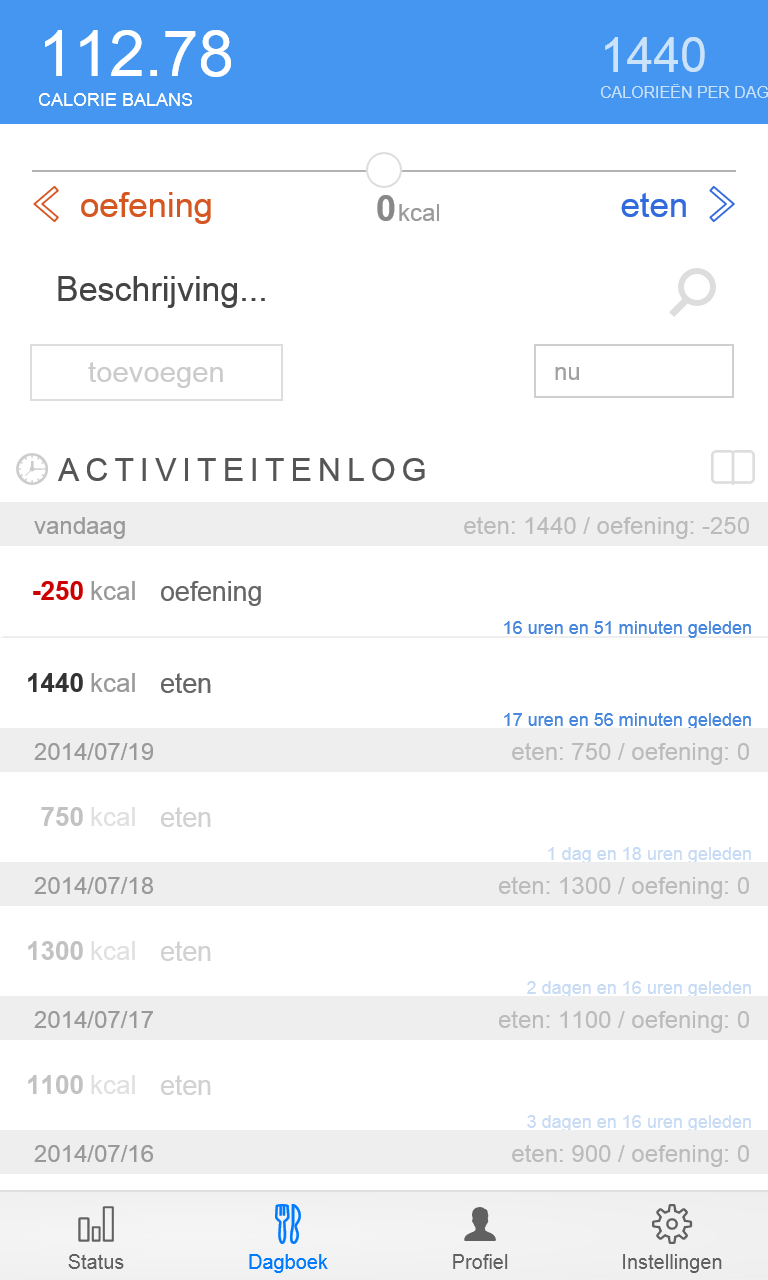 112.78
1440
CALORIE BALANS
CALORIEËN PER DAG
oefening
0 kcal
eten
Beschrijving...
toevoegen
nu
ACTIVITEITENLOG
vandaag
eten: 1440 / oefening: -250
-250 kcal oefening
16 uren en 51 minuten geleden
1440 kcal eten
17 uren en 56 minuten geleden
2014/07/19
eten: 750 / oefening: 0
750 kcal eten
1 dag en 18 uren geleden
2014/07/18
eten: 1300 / oefening: 0
1300 kcal eten
2 dagen en 16 uren geleden
2014/07/17
eten: 1100 / oefening: 0
1100 kcal eten
3 dagen en 16 uren geleden
2014/07/16
eten: 900 / oefening: 0
Status
Dagboek
Profiel
Instellingen